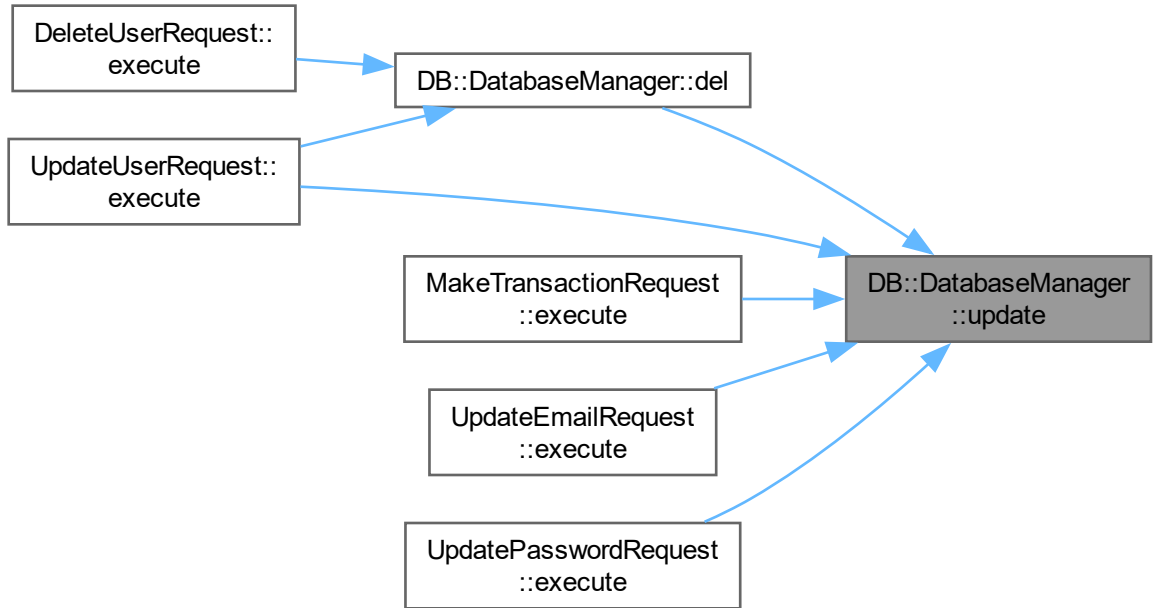 DeleteUserRequest::
execute
DB::DatabaseManager::del
UpdateUserRequest::
execute
MakeTransactionRequest
::execute
DB::DatabaseManager
::update
UpdateEmailRequest
::execute
UpdatePasswordRequest
::execute